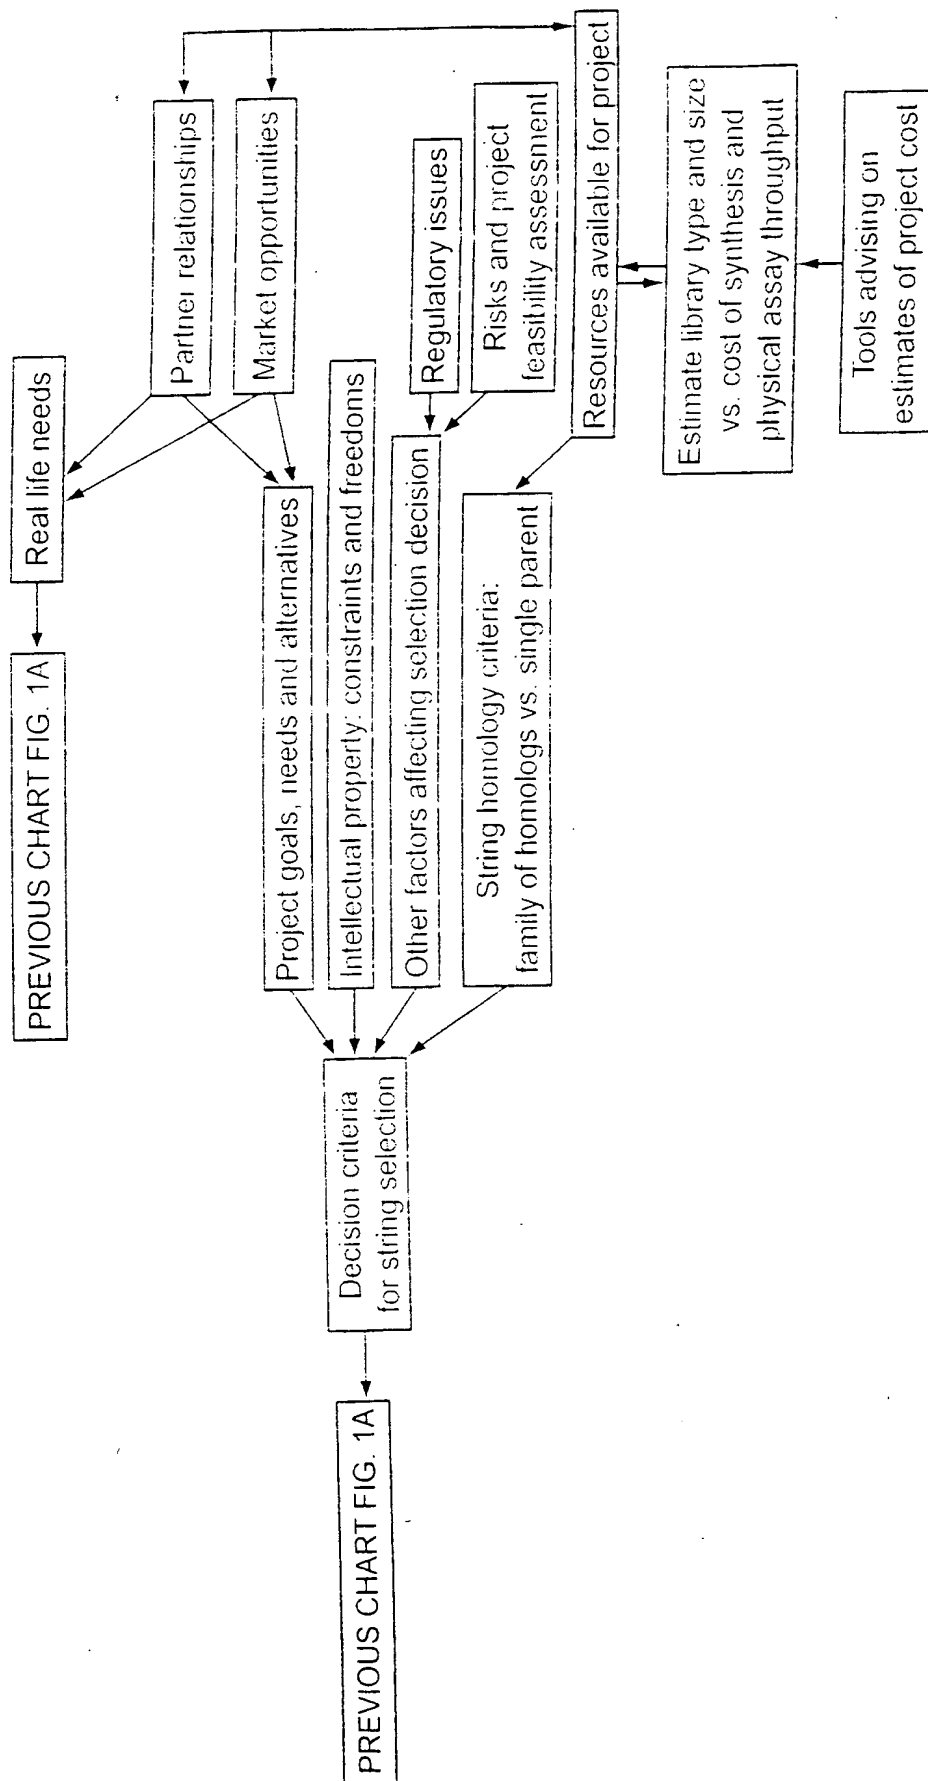 PREVIOUS CHART FIG. 1A
Real life needs
Partner relationships
Market opportunities
Project goals, needs and alternatives
Intellectual property: constraints and freedoms
Regulatory issues
Other factors affecting selection decision
Risks and project
feasibility assessment
String homology criteria:
family of homologs vs. single parent
Resources available for project
Decision criteria
for string selection
PREVIOUS CHART FIG. 1A
Estimate library type and size
vs. cost of synthesis and
physical assay throughput
Tools advising on
estimates of project cost